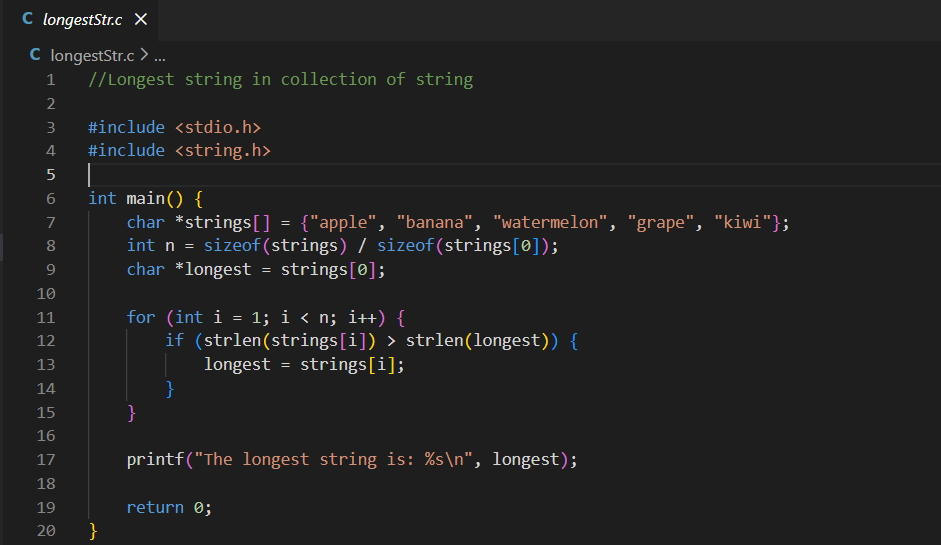 C longestStr.c ×
C longestStr.c > ...
1 //Longest string in collection of string
2
3 #include <stdio.h>
4 #include <string.h>
5
6 int main() {
7     char *strings[] = {"apple", "banana", "watermelon", "grape", "kiwi"};
8     int n = sizeof(strings) / sizeof(strings[0]);
9     char *longest = strings[0];
10
11     for (int i = 1; i < n; i++) {
12         if (strlen(strings[i]) > strlen(longest)) {
13             longest = strings[i];
14         }
15     }
16
17     printf("The longest string is: %s\n", longest);
18
19     return 0;
20 }